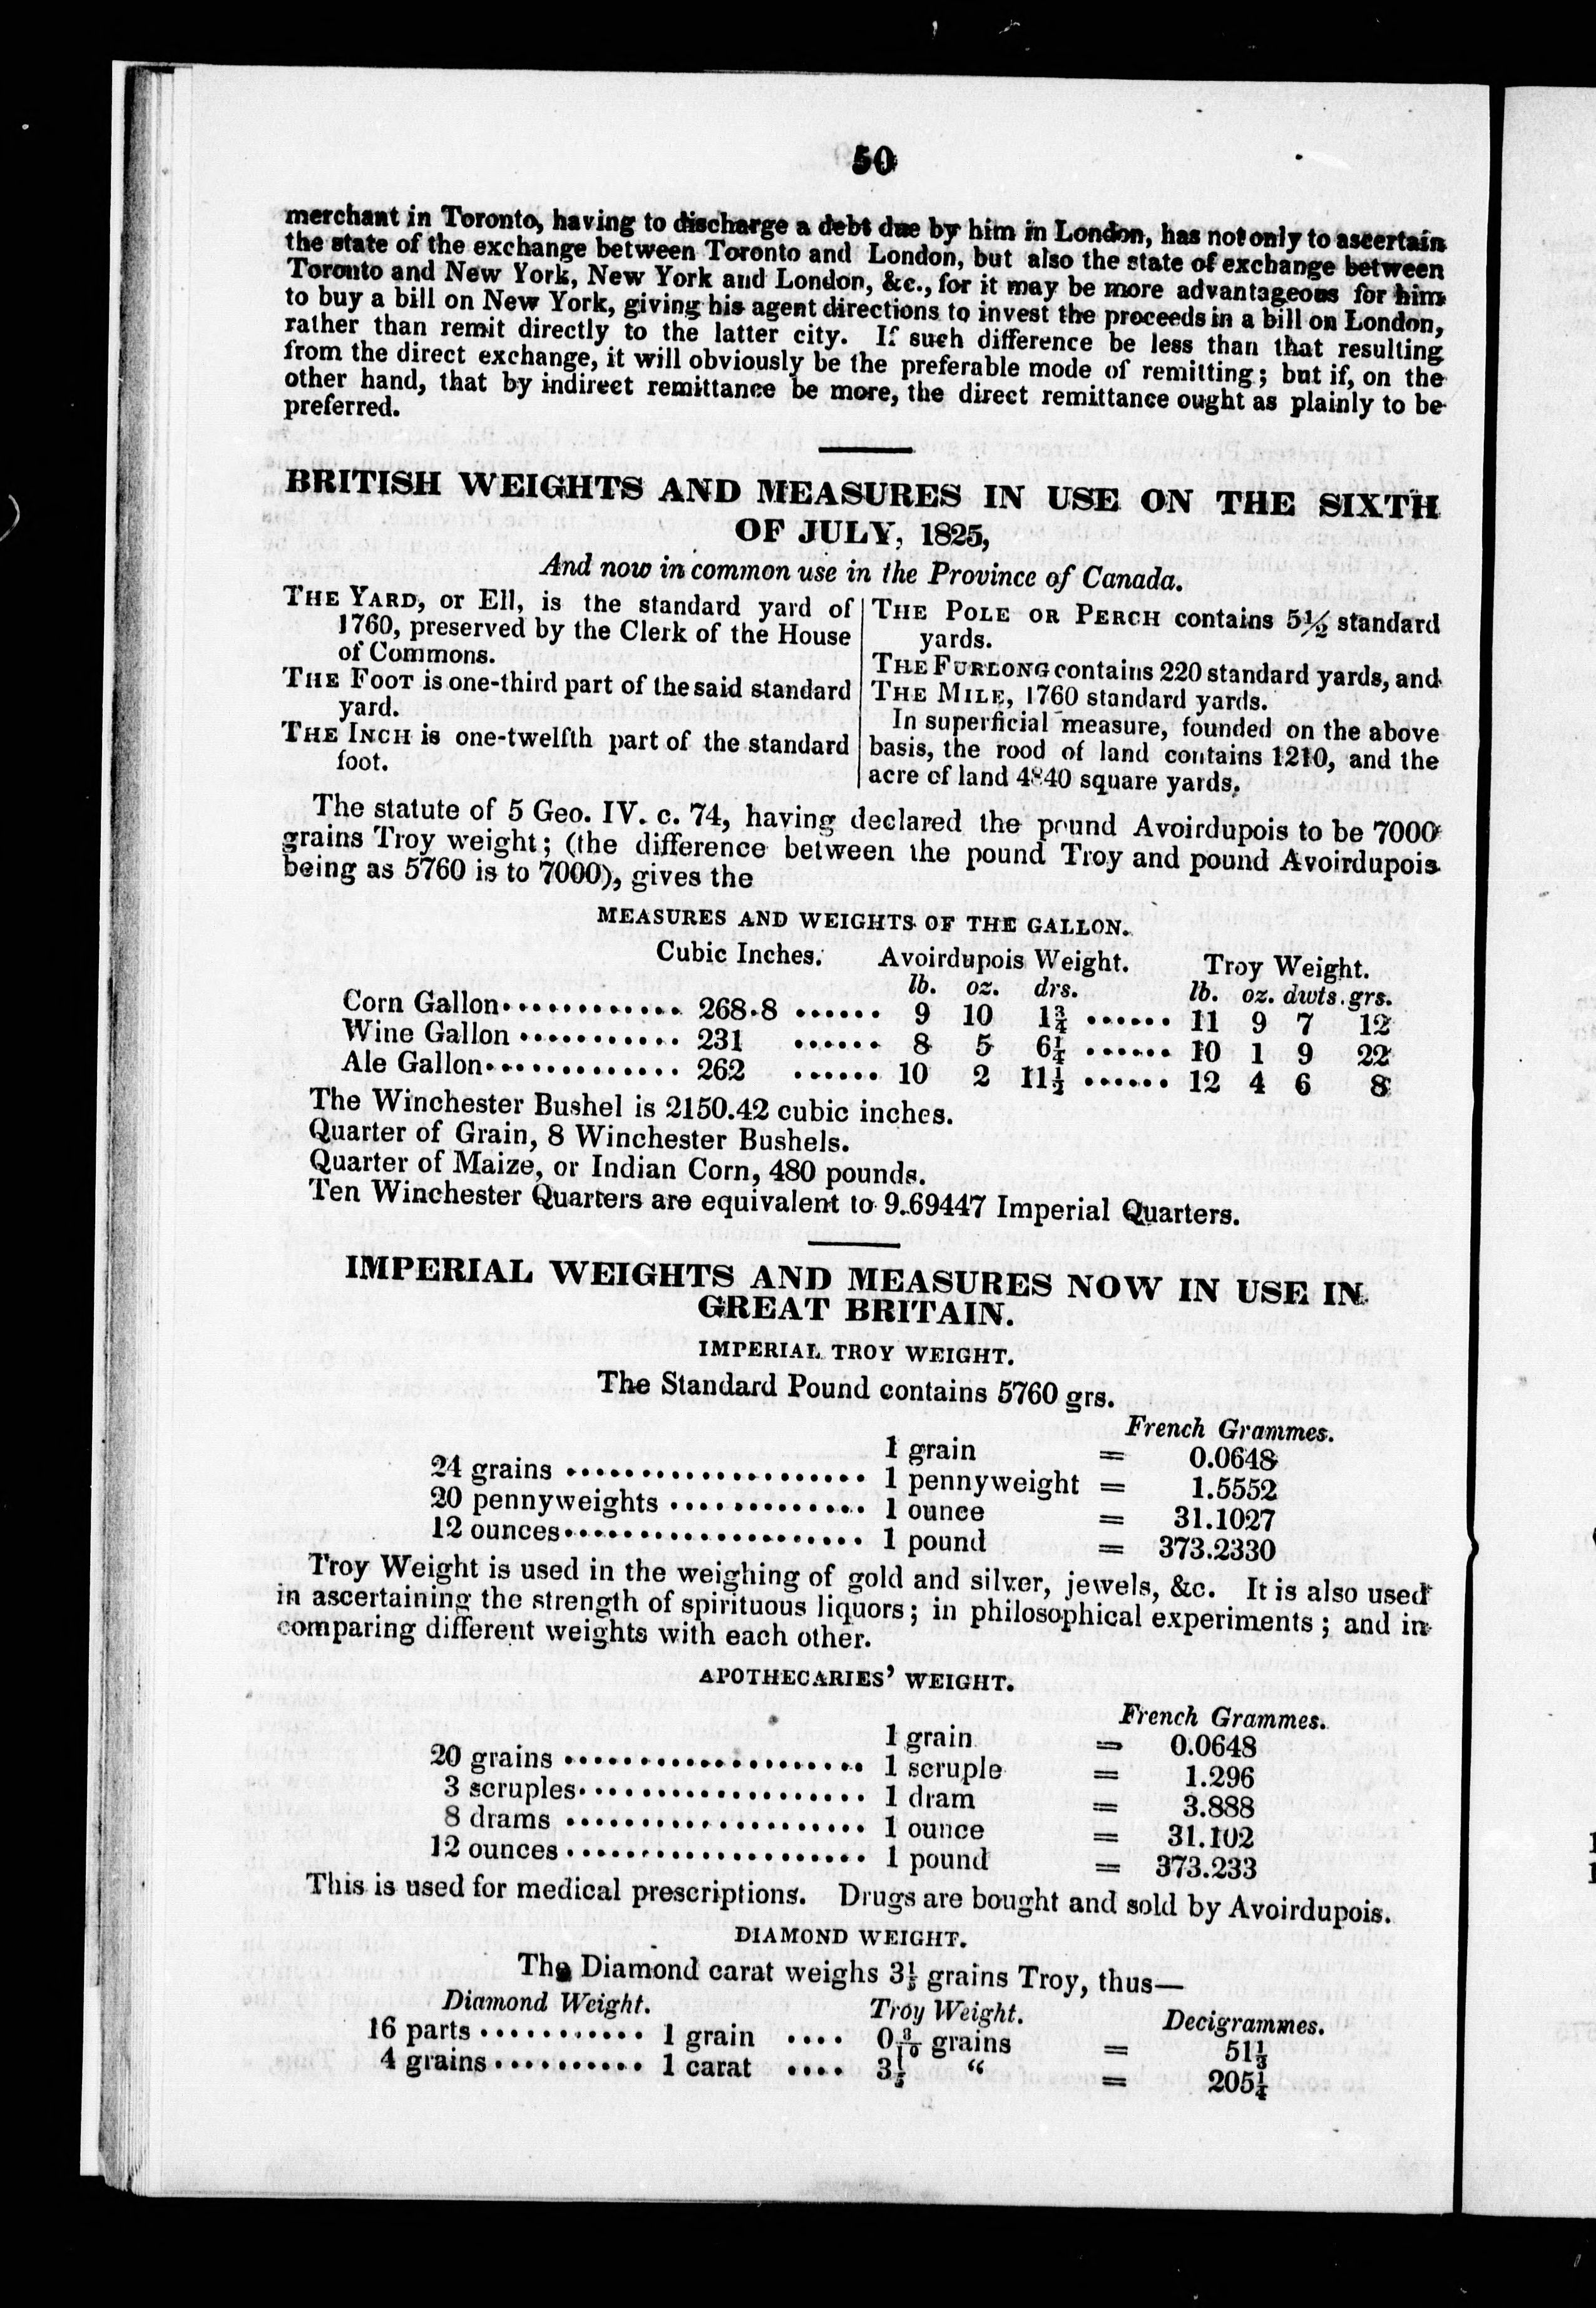 50
merchant in Toronto, having to discharge a debt due by him in London, has not only to ascertain
the state of the exchange between Toronto and London, but also the state of exchange between
Toronto and New York, New York and London, &c., for it may be more advantageous for him
to buy a bill on New York, giving his agent directions to invest the proceeds in a bill on London,
rather than remit directly to the latter city. If such difference be less than that resulting
from the direct exchange, it will obviously be the preferable mode of remitting; but if, on the
other hand, that by indirect remittance be more, the direct remittance ought as plainly to be
preferred.
BRITISH WEIGHTS AND MEASURES IN USE ON THE SIXTH
OF JULY, 1825,
And now in common use in the Province of Canada.
THE YARD, or Ell, is the standard yard of
1760, preserved by the Clerk of the House
of Commons.
THE FOOT is one-third part of the said standard
yard.
THE INCH is one-twelfth part of the standard
foot.
THE POLE OR PERCH contains 5½ standard
yards.
THE FURLONG contains 220 standard yards, and
THE MILE, 1760 standard yards.
In superficial measure, founded on the above
basis, the rood of land contains 1210, and the
acre of land 4840 square yards.
The statute of 5 Geo. IV. c. 74, having declared the pound Avoirdupois to be 7000
grains Troy weight; (the difference between the pound Troy and pound Avoirdupois
being as 5760 is to 7000), gives the
MEASURES AND WEIGHTS OF THE GALLON.
Cubic Inches. Avoirdupois Weight. Troy Weight.
lb. oz. drs. lb. oz. dwts. grs.
Corn Gallon............ 268.8 ...... 9 10 1¾ ...... 11 9 7 12
Wine Gallon ........... 231 ...... 8 5 6¼ ...... 10 1 9 22
Ale Gallon............. 262 ...... 10 2 11½ ...... 12 4 6 8
The Winchester Bushel is 2150.42 cubic inches.
Quarter of Grain, 8 Winchester Bushels.
Quarter of Maize, or Indian Corn, 480 pounds.
Ten Winchester Quarters are equivalent to 9.69447 Imperial Quarters.
IMPERIAL WEIGHTS AND MEASURES NOW IN USE IN
GREAT BRITAIN.
IMPERIAL TROY WEIGHT.
The Standard Pound contains 5760 grs.
French Grammes.
1 grain = 0.0648
24 grains .................... 1 pennyweight = 1.5552
20 pennyweights ............. 1 ounce = 31.1027
12 ounces.................... 1 pound = 373.2330
Troy Weight is used in the weighing of gold and silver, jewels, &c. It is also used
in ascertaining the strength of spirituous liquors; in philosophical experiments; and in
comparing different weights with each other.
APOTHECARIES' WEIGHT.
French Grammes.
1 grain = 0.0648
20 grains .................... 1 scruple = 1.296
3 scruples................... 1 dram = 3.888
8 drams .................... 1 ounce = 31.102
12 ounces.................... 1 pound = 373.233
This is used for medical prescriptions. Drugs are bought and sold by Avoirdupois.
DIAMOND WEIGHT.
The Diamond carat weighs 3⅕ grains Troy, thus—
Diamond Weight. Troy Weight. Decigrammes.
16 parts ........... 1 grain .... 0 8/10 grains = 51⅓
4 grains.......... 1 carat .... 3⅕ " = 205¼